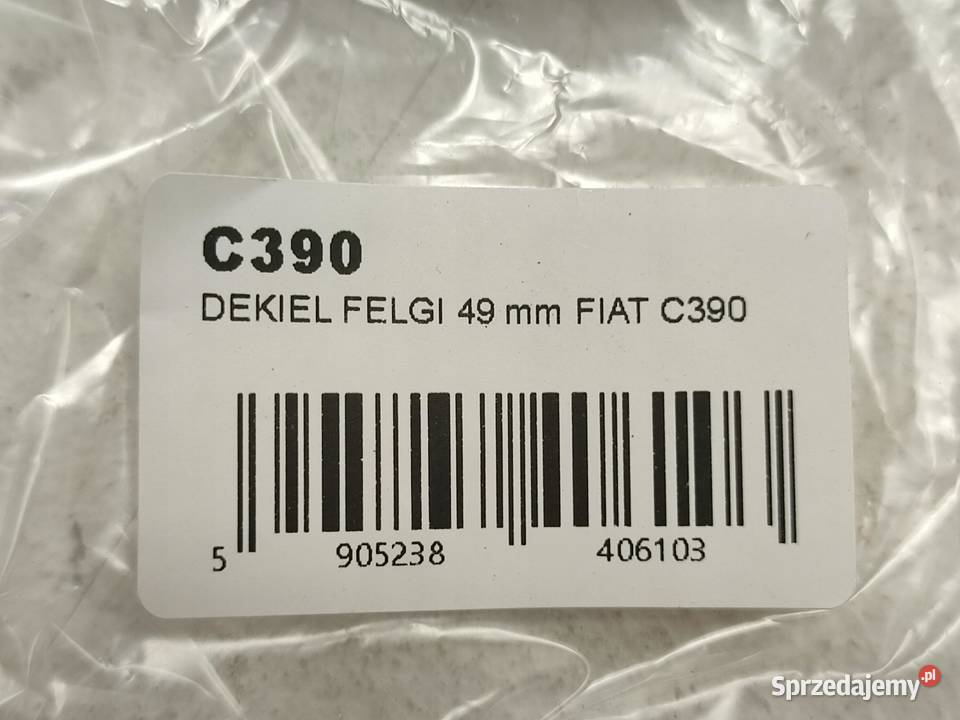 C390
DEKIEL FELGI 49 mm FIAT C390
5 905238 406103
Sprzedajemy.pl